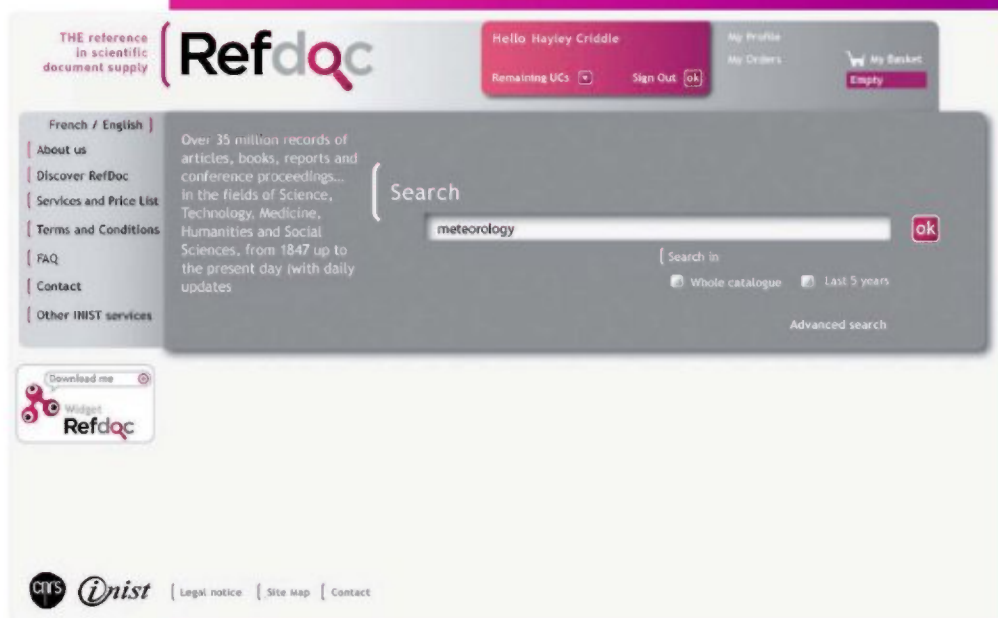 THE reference
in scientific
document supply
Refdoc
Hello Hayley Criddle
Remaining UCs
Sign Out ok
My Profile
My Orders
My Basket
Empty
French / English
About us
Discover RefDoc
Services and Price List
Terms and Conditions
FAQ
Contact
Other INIST services
Over 35 million records of
articles, books, reports and
conference proceedings...
in the fields of Science,
Technology, Medicine,
Humanities and Social
Sciences, from 1847 up to
the present day (with daily
updates
Search
meteorology
ok
Search in
Whole catalogue
Last 5 years
Advanced search
Download me
Widget
Refdoc
cnrs inist
Legal notice
Site Map
Contact